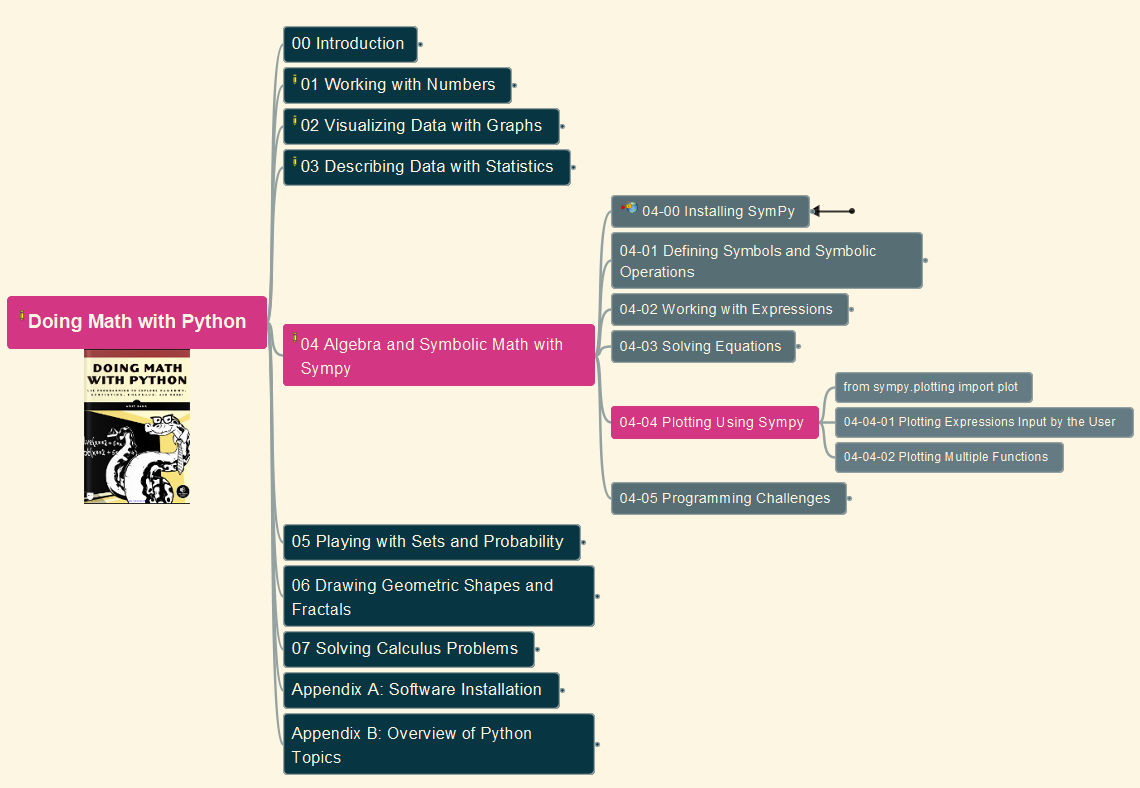 00 Introduction
01 Working with Numbers
02 Visualizing Data with Graphs
03 Describing Data with Statistics
04-00 Installing SymPy
04-01 Defining Symbols and Symbolic
Operations
04-02 Working with Expressions
Doing Math with Python
04 Algebra and Symbolic Math with
Sympy
04-03 Solving Equations
DOING MATH
WITH PYTHON
from sympy.plotting import plot
04-04 Plotting Using Sympy
04-04-01 Plotting Expressions Input by the User
04-04-02 Plotting Multiple Functions
04-05 Programming Challenges
05 Playing with Sets and Probability
06 Drawing Geometric Shapes and
Fractals
07 Solving Calculus Problems
Appendix A: Software Installation
Appendix B: Overview of Python
Topics